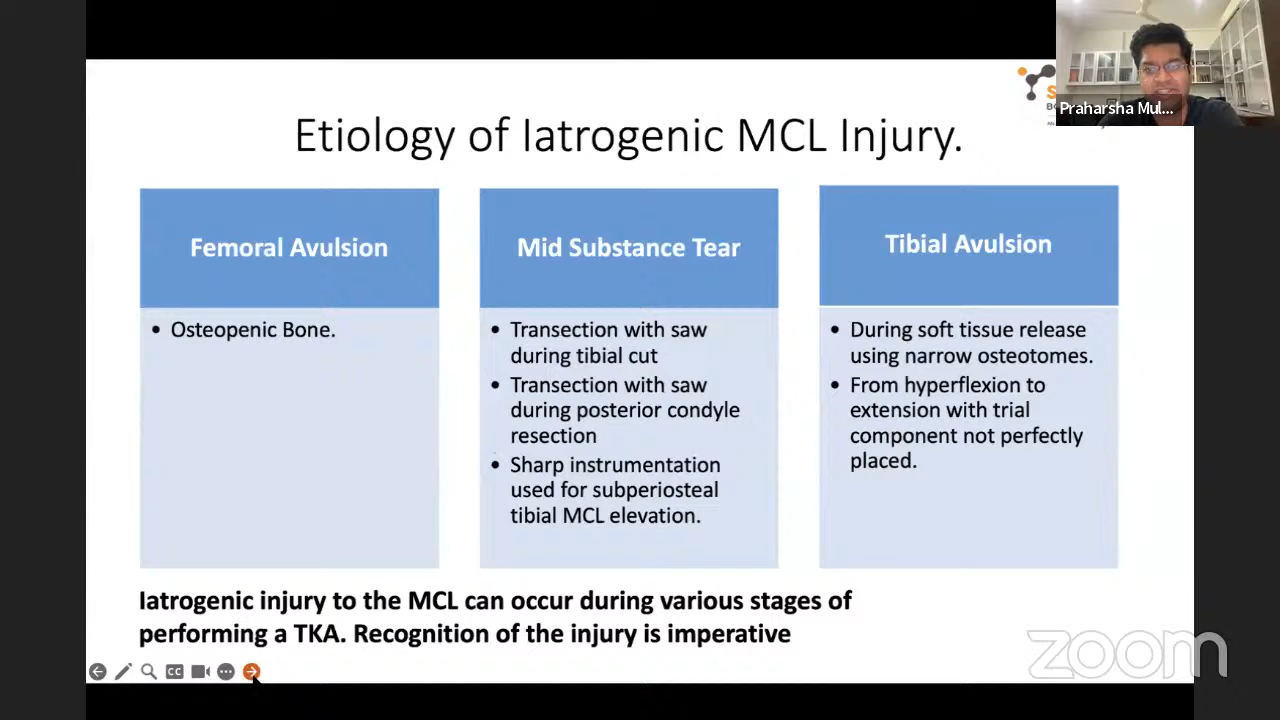 Praharsha Mul...
Etiology of Iatrogenic MCL Injury.
Femoral Avulsion
• Osteopenic Bone.
Mid Substance Tear
• Transection with saw
during tibial cut
• Transection with saw
during posterior condyle
resection
• Sharp instrumentation
used for subperiosteal
tibial MCL elevation.
Tibial Avulsion
• During soft tissue release
using narrow osteotomes.
• From hyperflexion to
extension with trial
component not perfectly
placed.
Iatrogenic injury to the MCL can occur during various stages of
performing a TKA. Recognition of the injury is imperative
CC
zoom